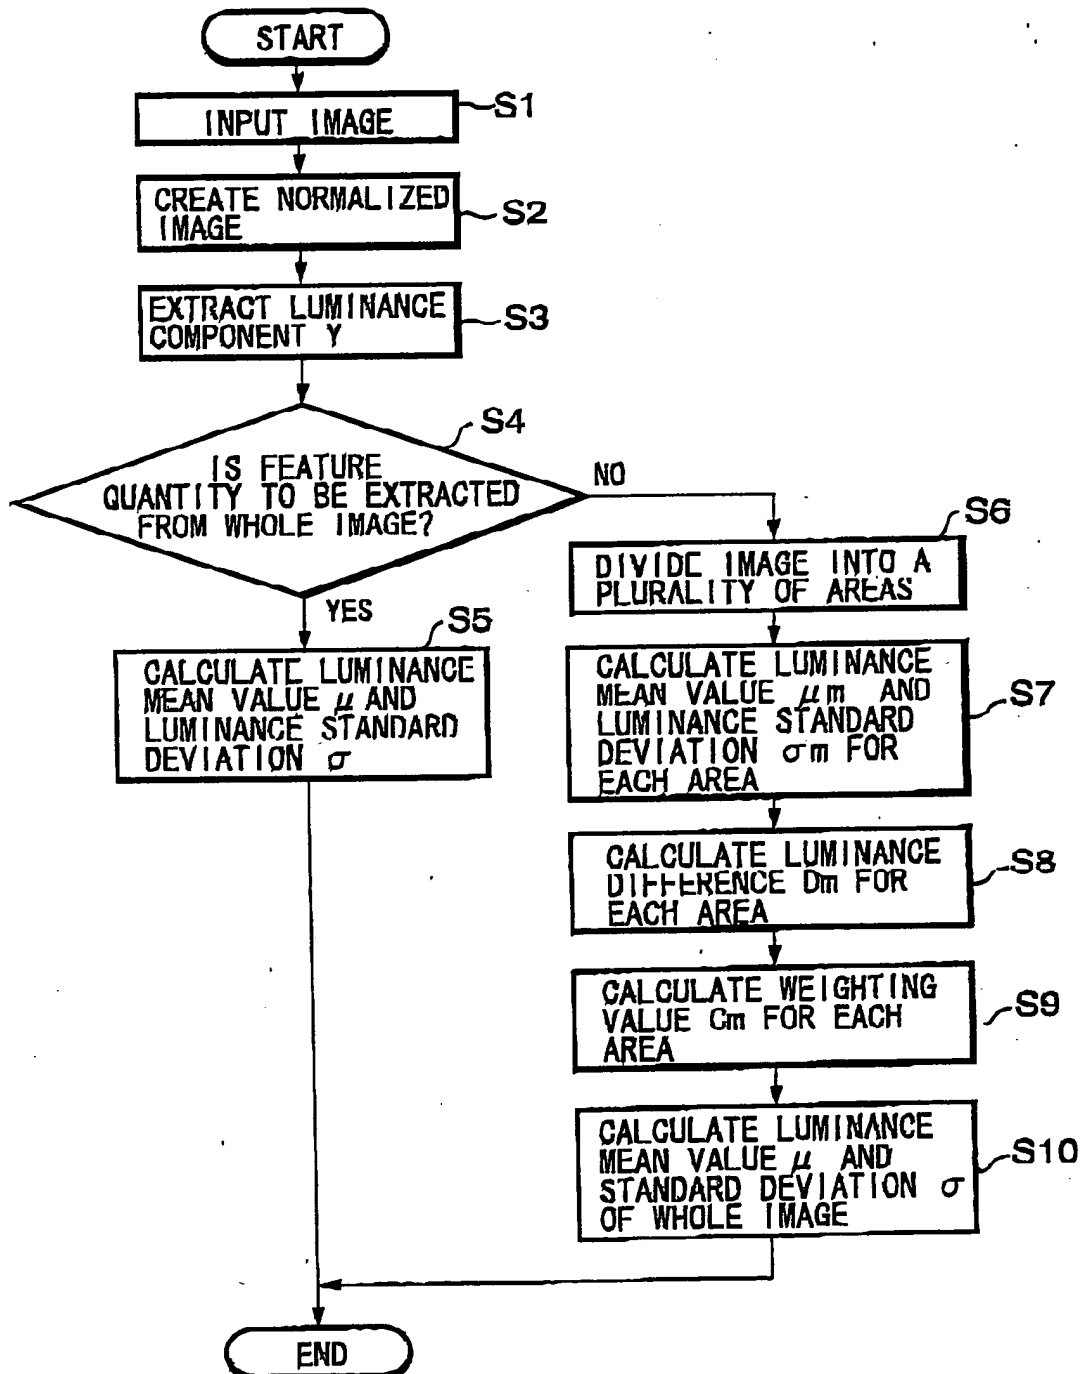 START
INPUT IMAGE
S1
CREATE NORMALIZED
IMAGE
S2
EXTRACT LUMINANCE
COMPONENT Y
S3
S4
IS FEATURE
QUANTITY TO BE EXTRACTED
FROM WHOLE IMAGE?
NO
YES
S5
CALCULATE LUMINANCE
MEAN VALUE μ AND
LUMINANCE STANDARD
DEVIATION σ
S6
DIVIDE IMAGE INTO A
PLURALITY OF AREAS
CALCULATE LUMINANCE
MEAN VALUE μm AND
LUMINANCE STANDARD
DEVIATION σm FOR
EACH AREA
S7
CALCULATE LUMINANCE
DIFFERENCE Dm FOR
EACH AREA
S8
CALCULATE WEIGHTING
VALUE Cm FOR EACH
AREA
S9
CALCULATE LUMINANCE
MEAN VALUE μ AND
STANDARD DEVIATION σ
OF WHOLE IMAGE
S10
END